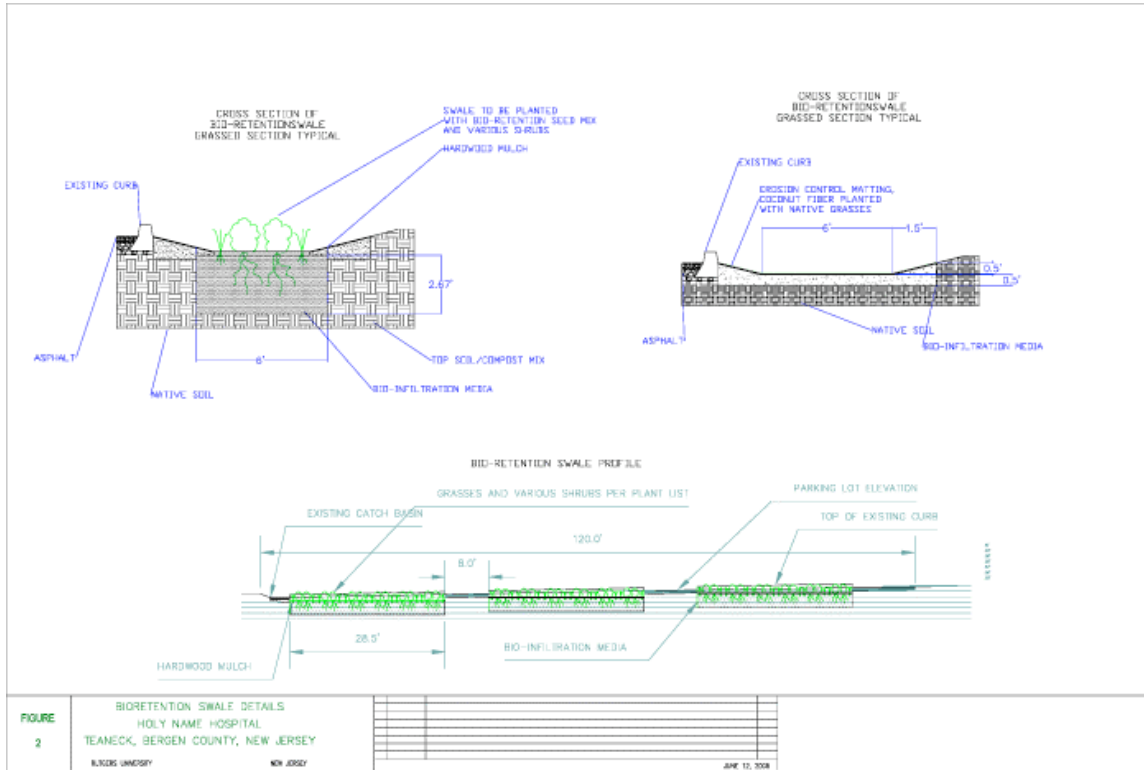 CROSS SECTION OF
BIO-RETENTIONSWALE
GRASSED SECTION TYPICAL
SWALE TO BE PLANTED
WITH BIO-RETENTION SEED MIX
AND VARIOUS SHRUBS
HARDWOOD MULCH
EXISTING CURB
2.67'
ASPHALT
6'
TOP SOIL/COMPOST MIX
NATIVE SOIL
BIO-INFILTRATION MEDIA
CROSS SECTION OF
BIO-RETENTIONSWALE
GRASSED SECTION TYPICAL
EXISTING CURB
EROSION CONTROL MATTING,
COCONUT FIBER PLANTED
WITH NATIVE GRASSES
6'
1.5'
0.5'
0.5'
NATIVE SOIL
ASPHALT
BIO-INFILTRATION MEDIA
BIO-RETENTION SWALE PROFILE
GRASSES AND VARIOUS SHRUBS PER PLANT LIST
PARKING LOT ELEVATION
EXISTING CATCH BASIN
TOP OF EXISTING CURB
120.0'
8.0'
28.5'
BIO-INFILTRATION MEDIA
HARDWOOD MULCH
FIGURE
2
BIORETENTION SWALE DETAILS
HOLY NAME HOSPITAL
TEANECK, BERGEN COUNTY, NEW JERSEY
RUTGERS UNIVERSITY
NEW JERSEY
JUNE 12, 2008